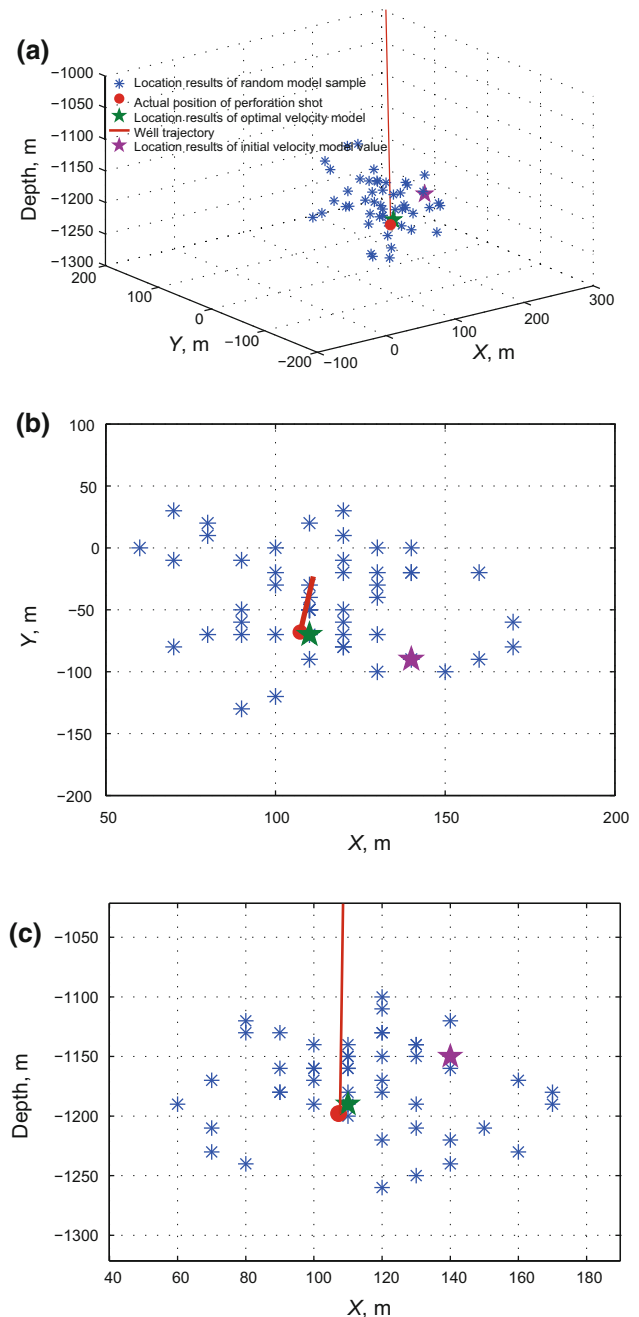 (a)
−1000
−1050
−1100
−1150
−1200
−1250
−1300
Depth, m
Location results of random model sample
Actual position of perforation shot
Location results of optimal velocity model
Well trajectory
Location results of initial velocity model value
200
100
0
−100
−200
Y, m
−100
0
100
200
300
X, m
(b)
100
50
0
−50
−100
−150
−200
Y, m
50
100
150
200
X, m
(c)
−1050
−1100
−1150
−1200
−1250
−1300
Depth, m
40
60
80
100
120
140
160
180
X, m